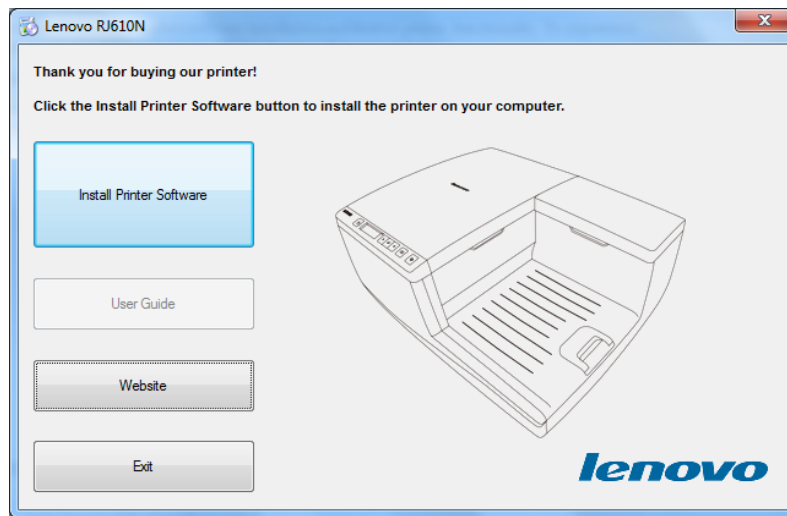 Lenovo RJ610N
Thank you for buying our printer!
Click the Install Printer Software button to install the printer on your computer.
Install Printer Software
User Guide
Website
Exit
lenovo